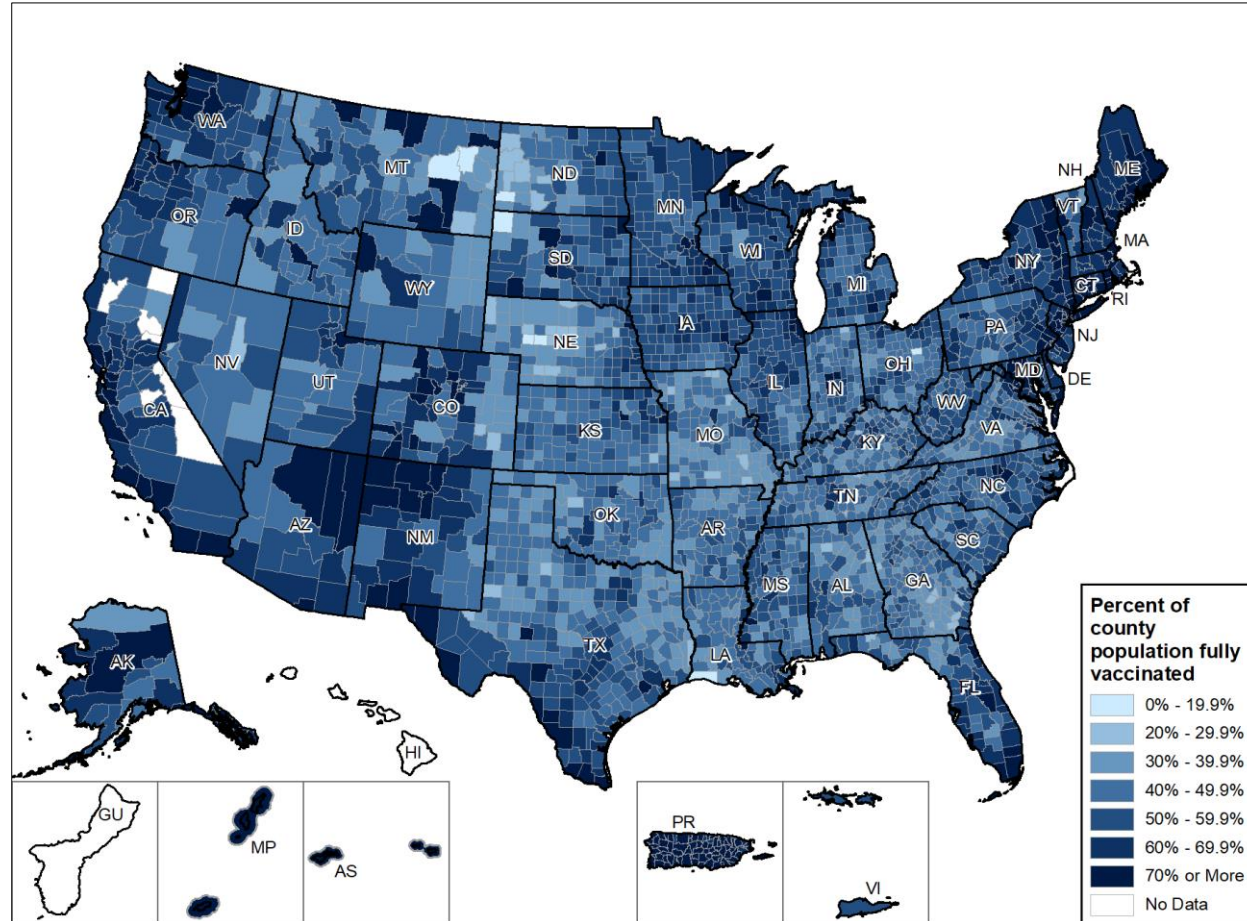 WA
MT
ND
MN
NH
ME
VT
OR
ID
SD
WI
NY
MA
WY
MI
CT
RI
IA
PA
NE
NJ
NV
OH
UT
IL
IN
MD
DE
CA
CO
WV
KS
MO
KY
VA
TN
NC
OK
AZ
NM
AR
SC
MS
AL
GA
TX
LA
AK
FL
HI
GU
MP
AS
PR
VI
Percent of
county
population fully
vaccinated
0% - 19.9%
20% - 29.9%
30% - 39.9%
40% - 49.9%
50% - 59.9%
60% - 69.9%
70% or More
No Data